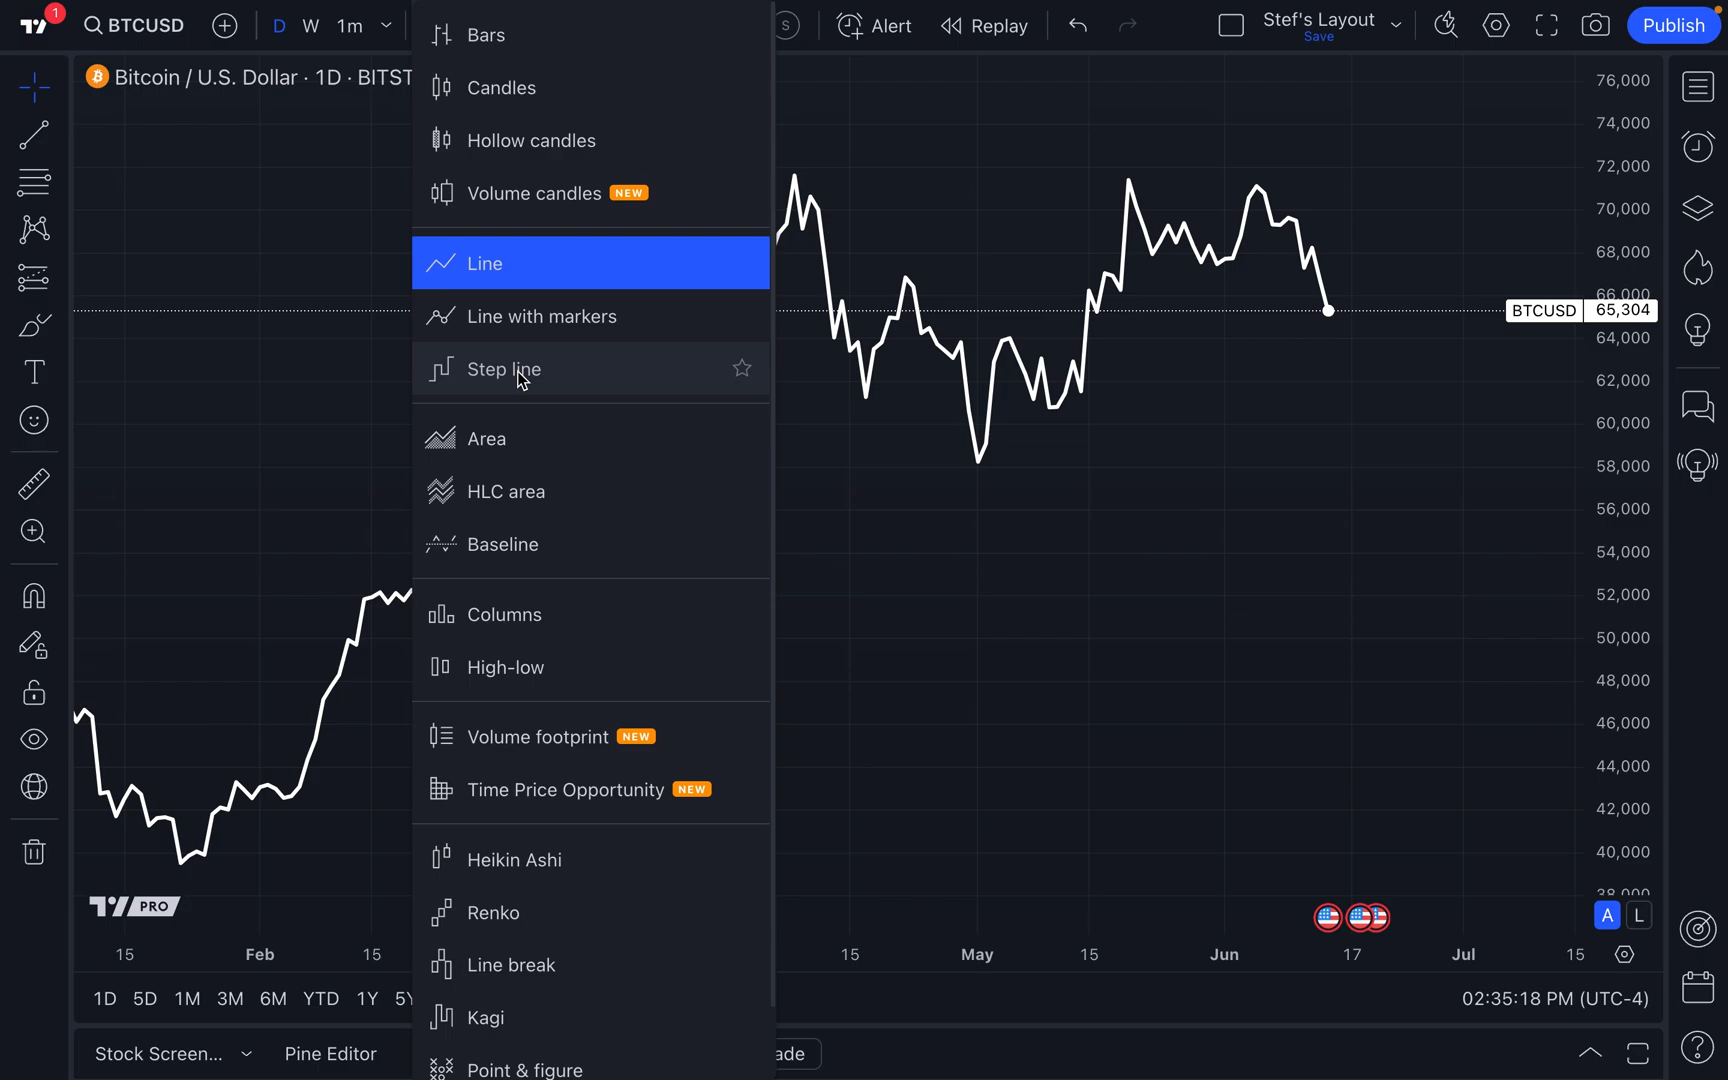 1
BTCUSD
D
W
1m
S
Alert
Replay
Stef's Layout
Save
Publish
Bitcoin / U.S. Dollar · 1D · BITST
Bars
Candles
Hollow candles
Volume candles NEW
Line
Line with markers
Step line
Area
HLC area
Baseline
Columns
High-low
Volume footprint NEW
Time Price Opportunity NEW
Heikin Ashi
Renko
Line break
Kagi
Point & figure
76,000
74,000
72,000
70,000
68,000
66,000
BTCUSD 65,304
64,000
62,000
60,000
58,000
56,000
54,000
52,000
50,000
48,000
46,000
44,000
42,000
40,000
38,000
PRO
A L
15 Feb 15 15 May 15 Jun 17 Jul 15
1D 5D 1M 3M 6M YTD 1Y 5Y
02:35:18 PM (UTC-4)
Stock Screen... Pine Editor ade